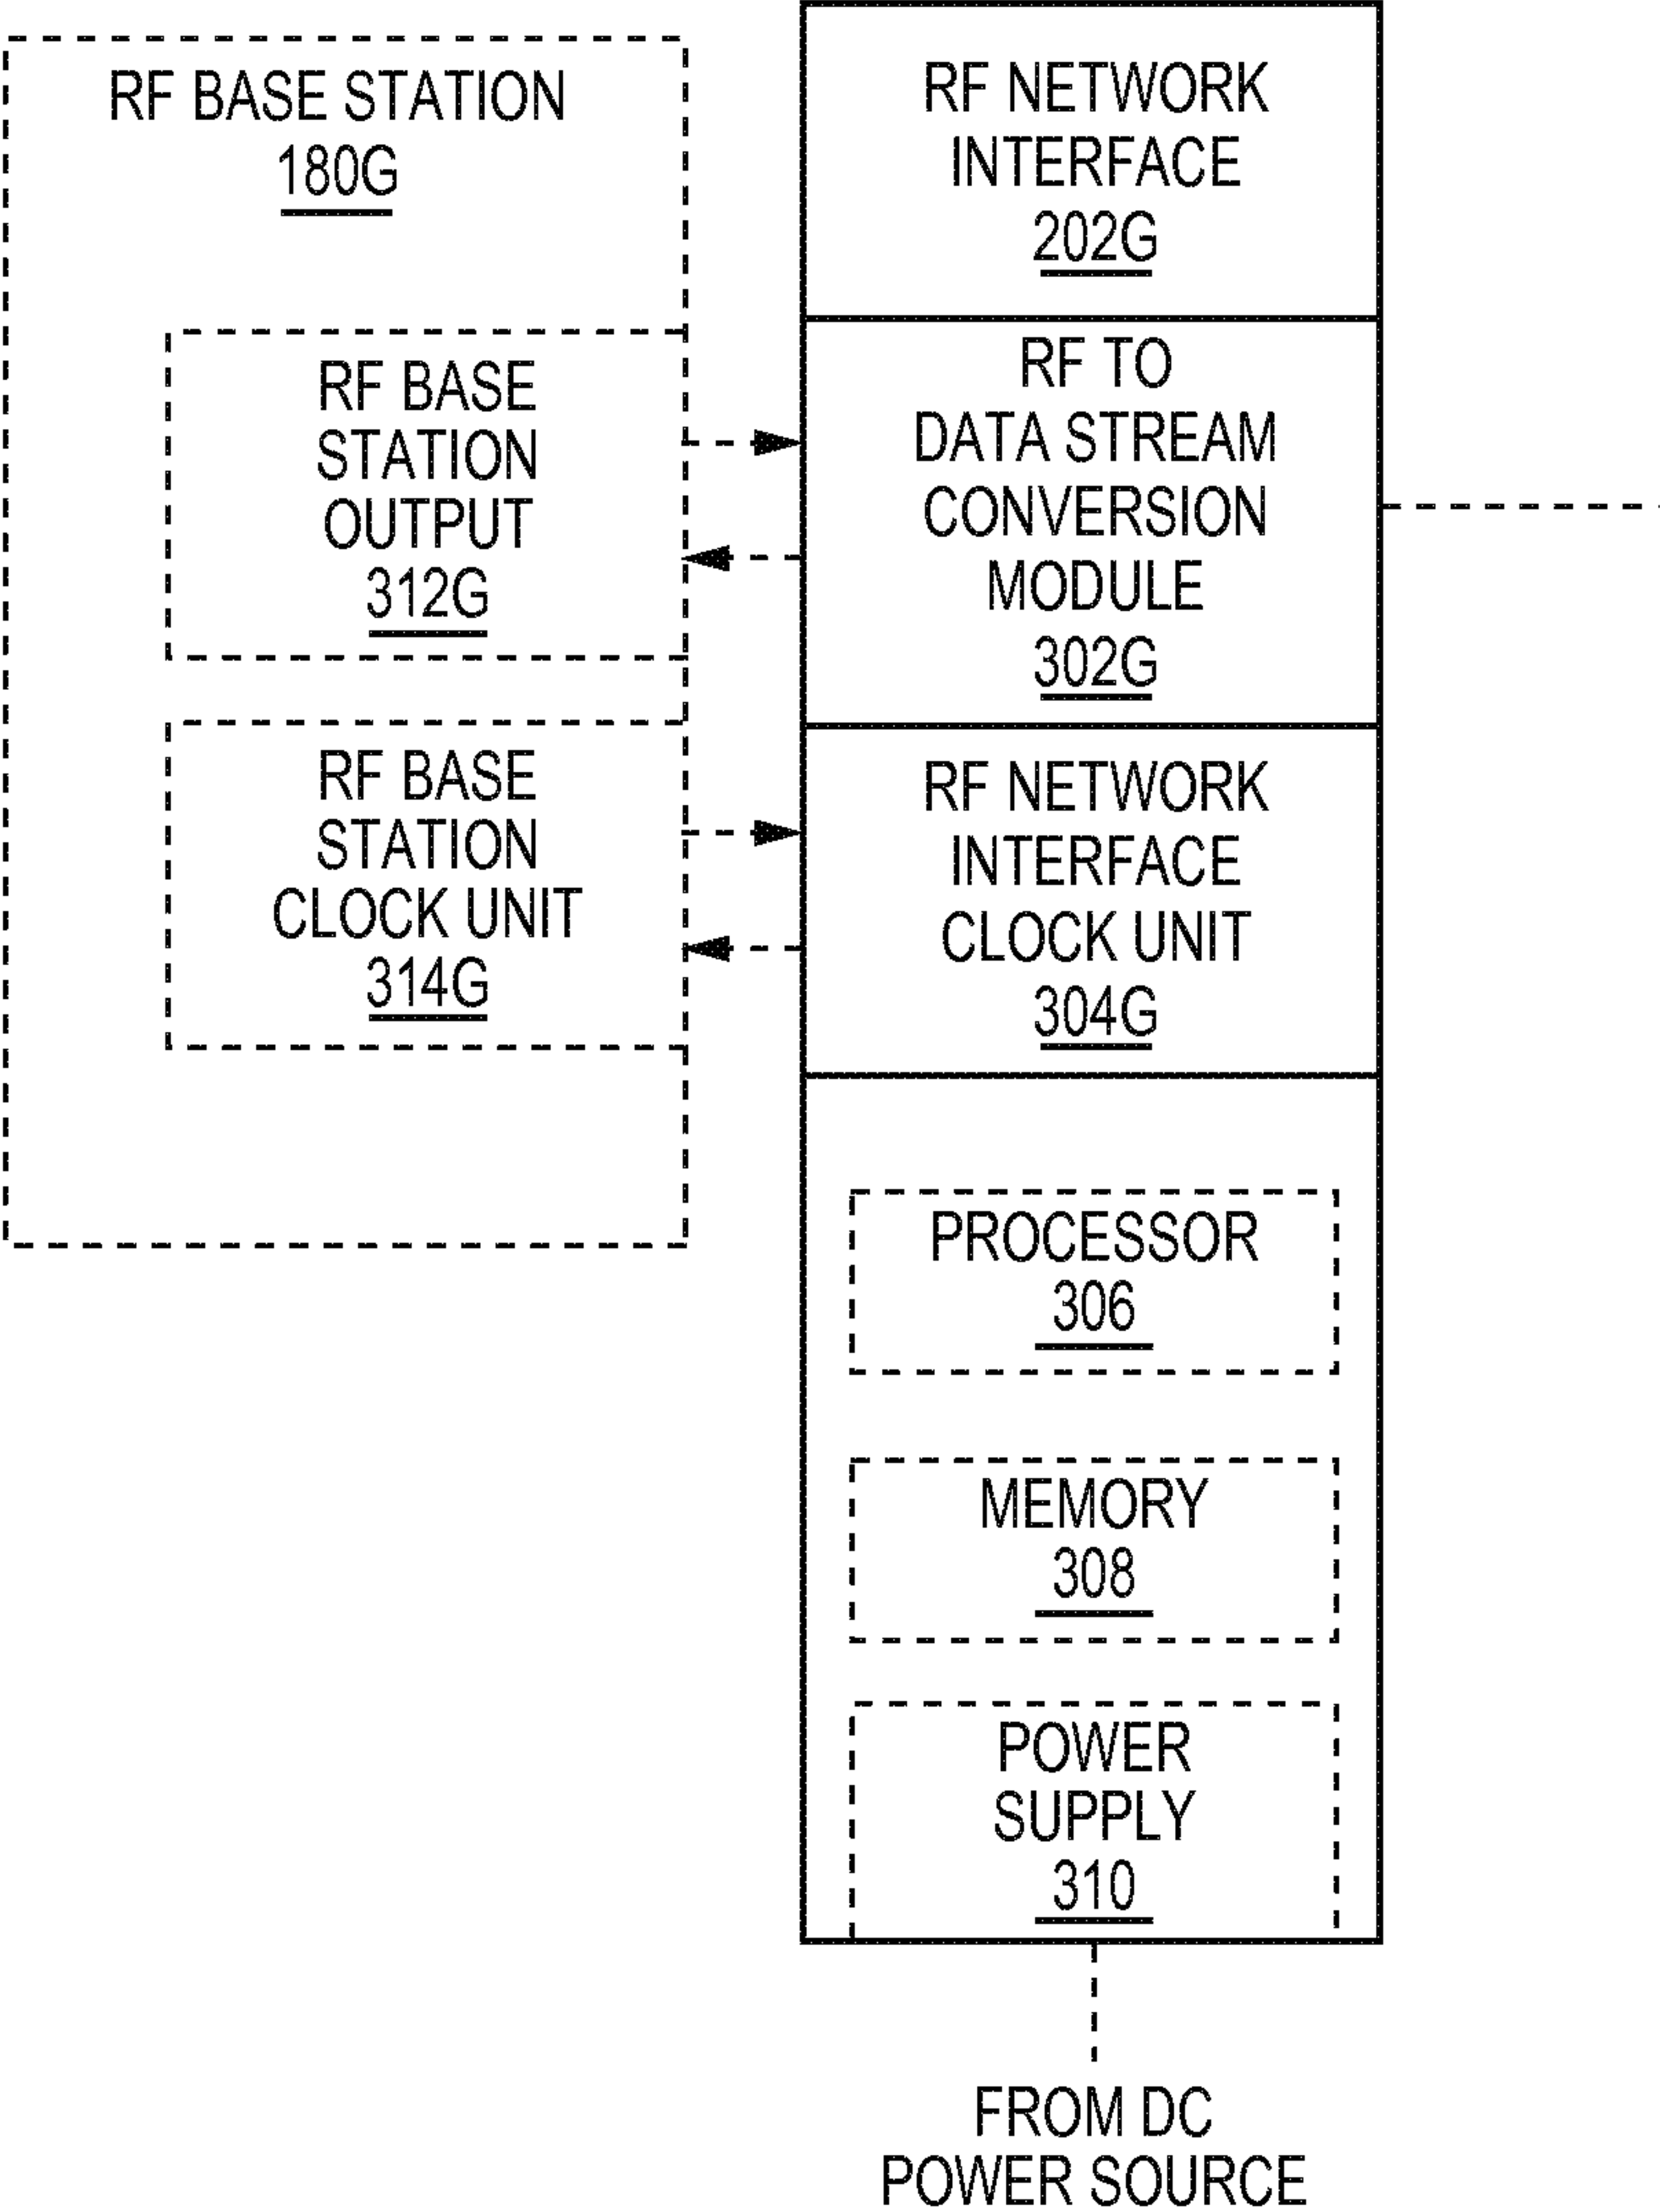 RF BASE STATION
180G
RF BASE
STATION
OUTPUT
312G
RF BASE
STATION
CLOCK UNIT
314G
RF NETWORK
INTERFACE
202G
RF TO
DATA STREAM
CONVERSION
MODULE
302G
RF NETWORK
INTERFACE
CLOCK UNIT
304G
PROCESSOR
306
MEMORY
308
POWER
SUPPLY
310
FROM DC
POWER SOURCE